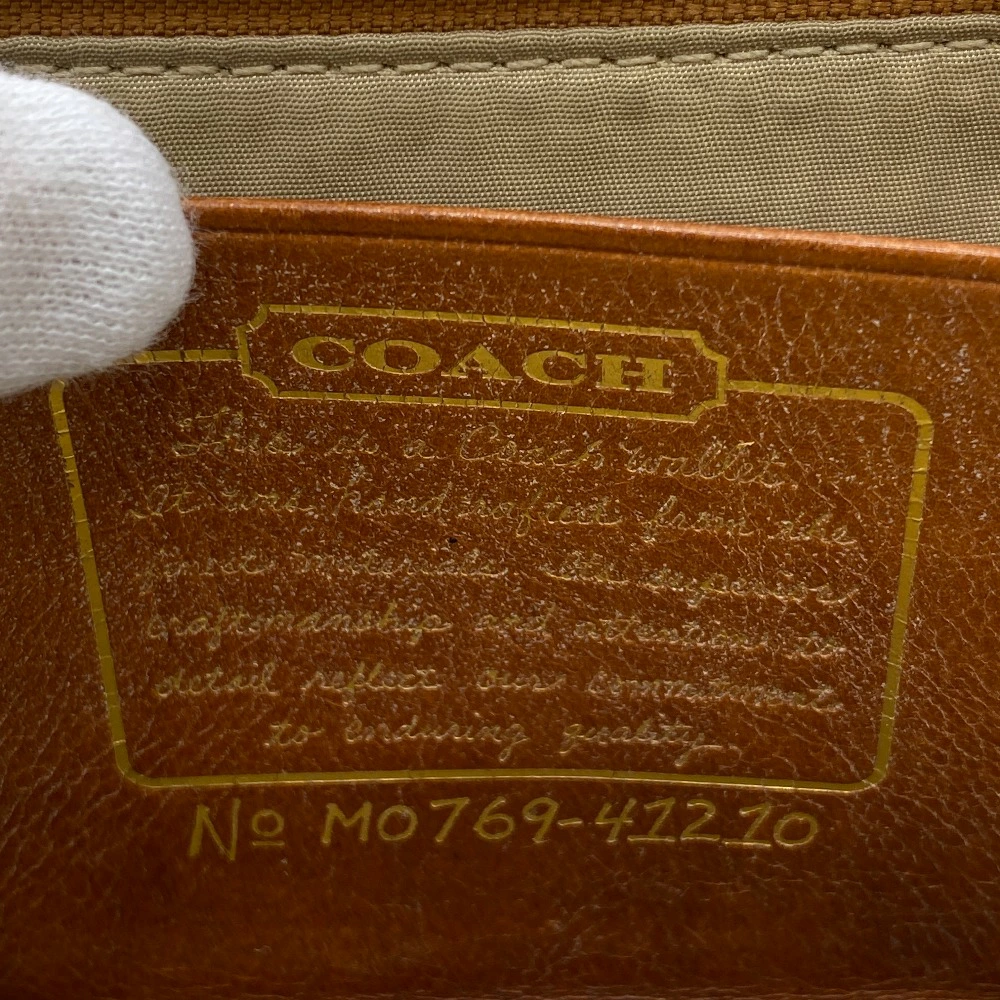 COACH
This is a Coach wallet.
It was handcrafted from the
finest materials. The superior
craftsmanship and attention to
detail reflect our commitment
to enduring quality.
No M0769-41210